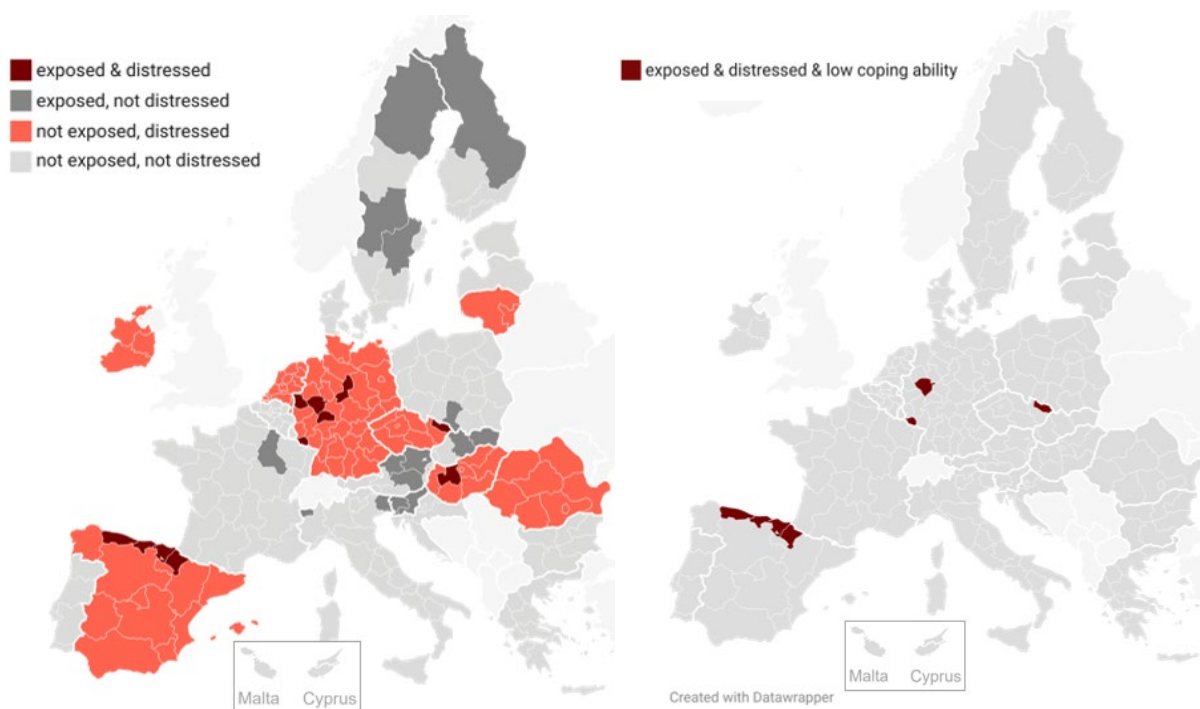 exposed & distressed
exposed, not distressed
not exposed, distressed
not exposed, not distressed
exposed & distressed & low coping ability
Malta Cyprus
Malta Cyprus
Created with Datawrapper